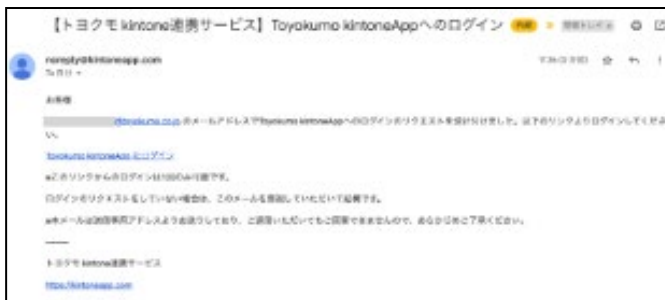 【トヨクモ kintone連携サービス】Toyokumo kintoneAppへのログイン
noreply@kintoneapp.com
To 自分
お客様
@toyokumo.co.jp のメールアドレスでToyokumo kintoneAppへのログインのリクエストを受け付けました。以下のリンクよりログインしてくださ
い。
Toyokumo kintoneApp にログイン
※このリンクからのログインは1回のみ可能です。
ログインのリクエストをしていない場合は、このメールを無視していただいて結構です。
※本メールは送信専用アドレスよりお送りしており、ご返信いただいてもご回答できませんので、あらかじめご了承ください。
トヨクモ kintone連携サービス
https://kintoneapp.com